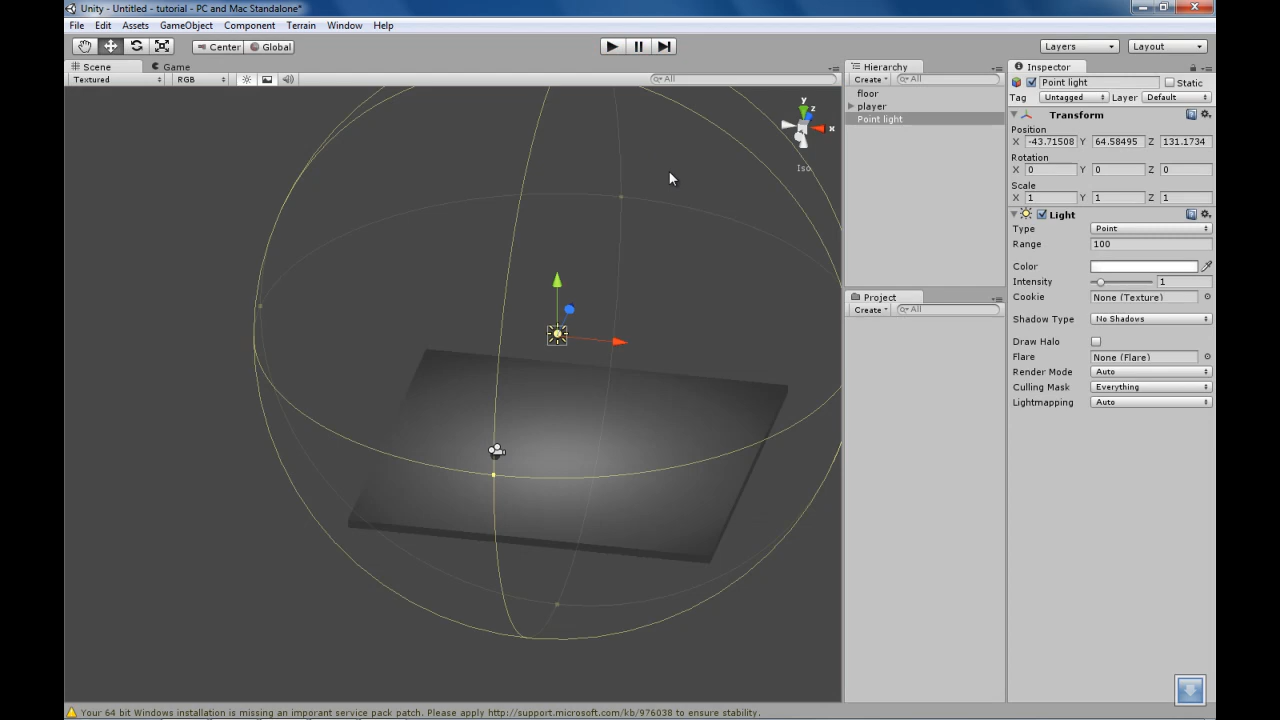 Unity - Untitled - tutorial - PC and Mac Standalone*
File Edit Assets GameObject Component Terrain Window Help
Center Global Layers Layout
Scene Game
Textured RGB All
y
z
x
Iso
Hierarchy
Create All
floor
player
Point light
Project
Create All
Inspector
Point light Static
Tag Untagged Layer Default
Transform
Position
X -43.71508 Y 64.58495 Z 131.1734
Rotation
X 0 Y 0 Z 0
Scale
X 1 Y 1 Z 1
Light
Type Point
Range 100
Color
Intensity 1
Cookie None (Texture)
Shadow Type No Shadows
Draw Halo
Flare None (Flare)
Render Mode Auto
Culling Mask Everything
Lightmapping Auto
Your 64 bit Windows installation is missing an imporant service pack patch. Please apply http://support.microsoft.com/kb/976038 to ensure stability.